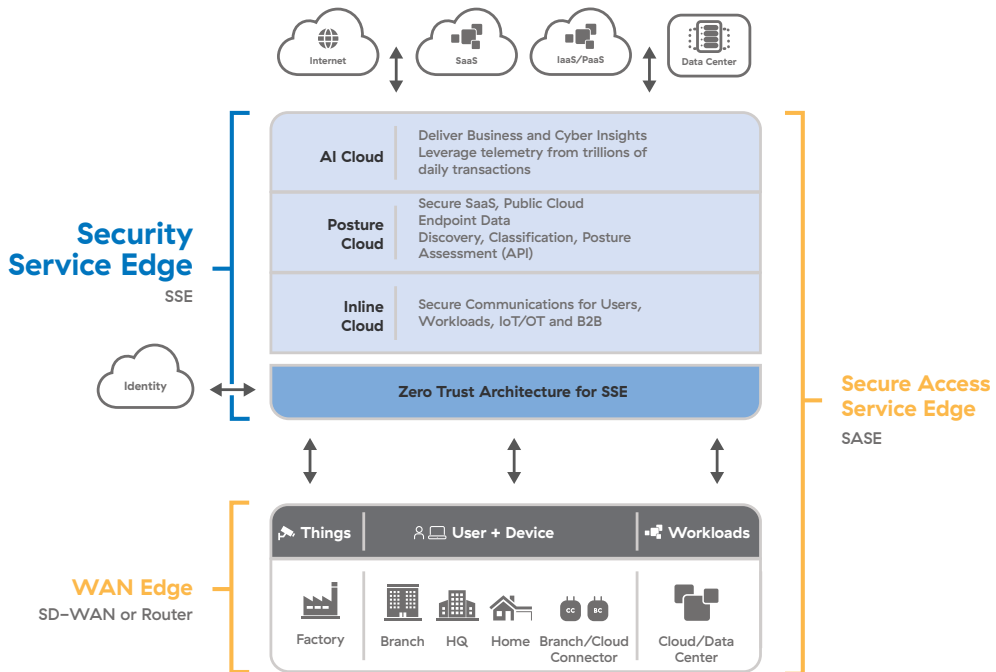 Internet
SaaS
IaaS/PaaS
Data Center
AI Cloud
Deliver Business and Cyber Insights
Leverage telemetry from trillions of
daily transactions
Posture
Cloud
Secure SaaS, Public Cloud
Endpoint Data
Discovery, Classification, Posture
Assessment (API)
Inline
Cloud
Secure Communications for Users,
Workloads, IoT/OT and B2B
Security
Service Edge
SSE
Identity
Zero Trust Architecture for SSE
Secure Access
Service Edge
SASE
Things
User + Device
Workloads
WAN Edge
SD-WAN or Router
Factory
Branch
HQ
Home
CC
BC
Branch/Cloud
Connector
Cloud/Data
Center